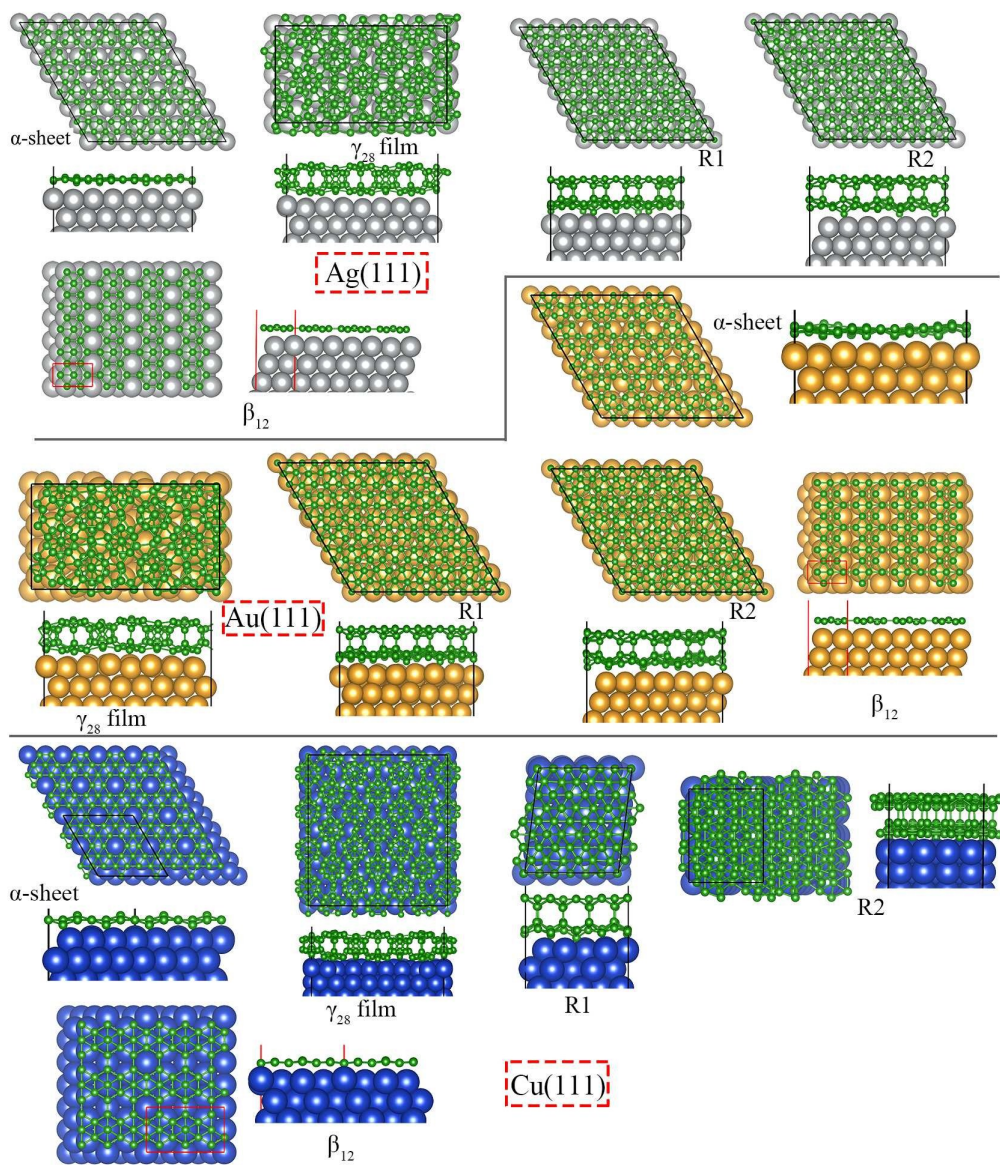 α-sheet
γ28 film
R1
R2
Ag(111)
β12
α-sheet
Au(111)
γ28 film
R1
R2
β12
α-sheet
γ28 film
R1
R2
Cu(111)
β12